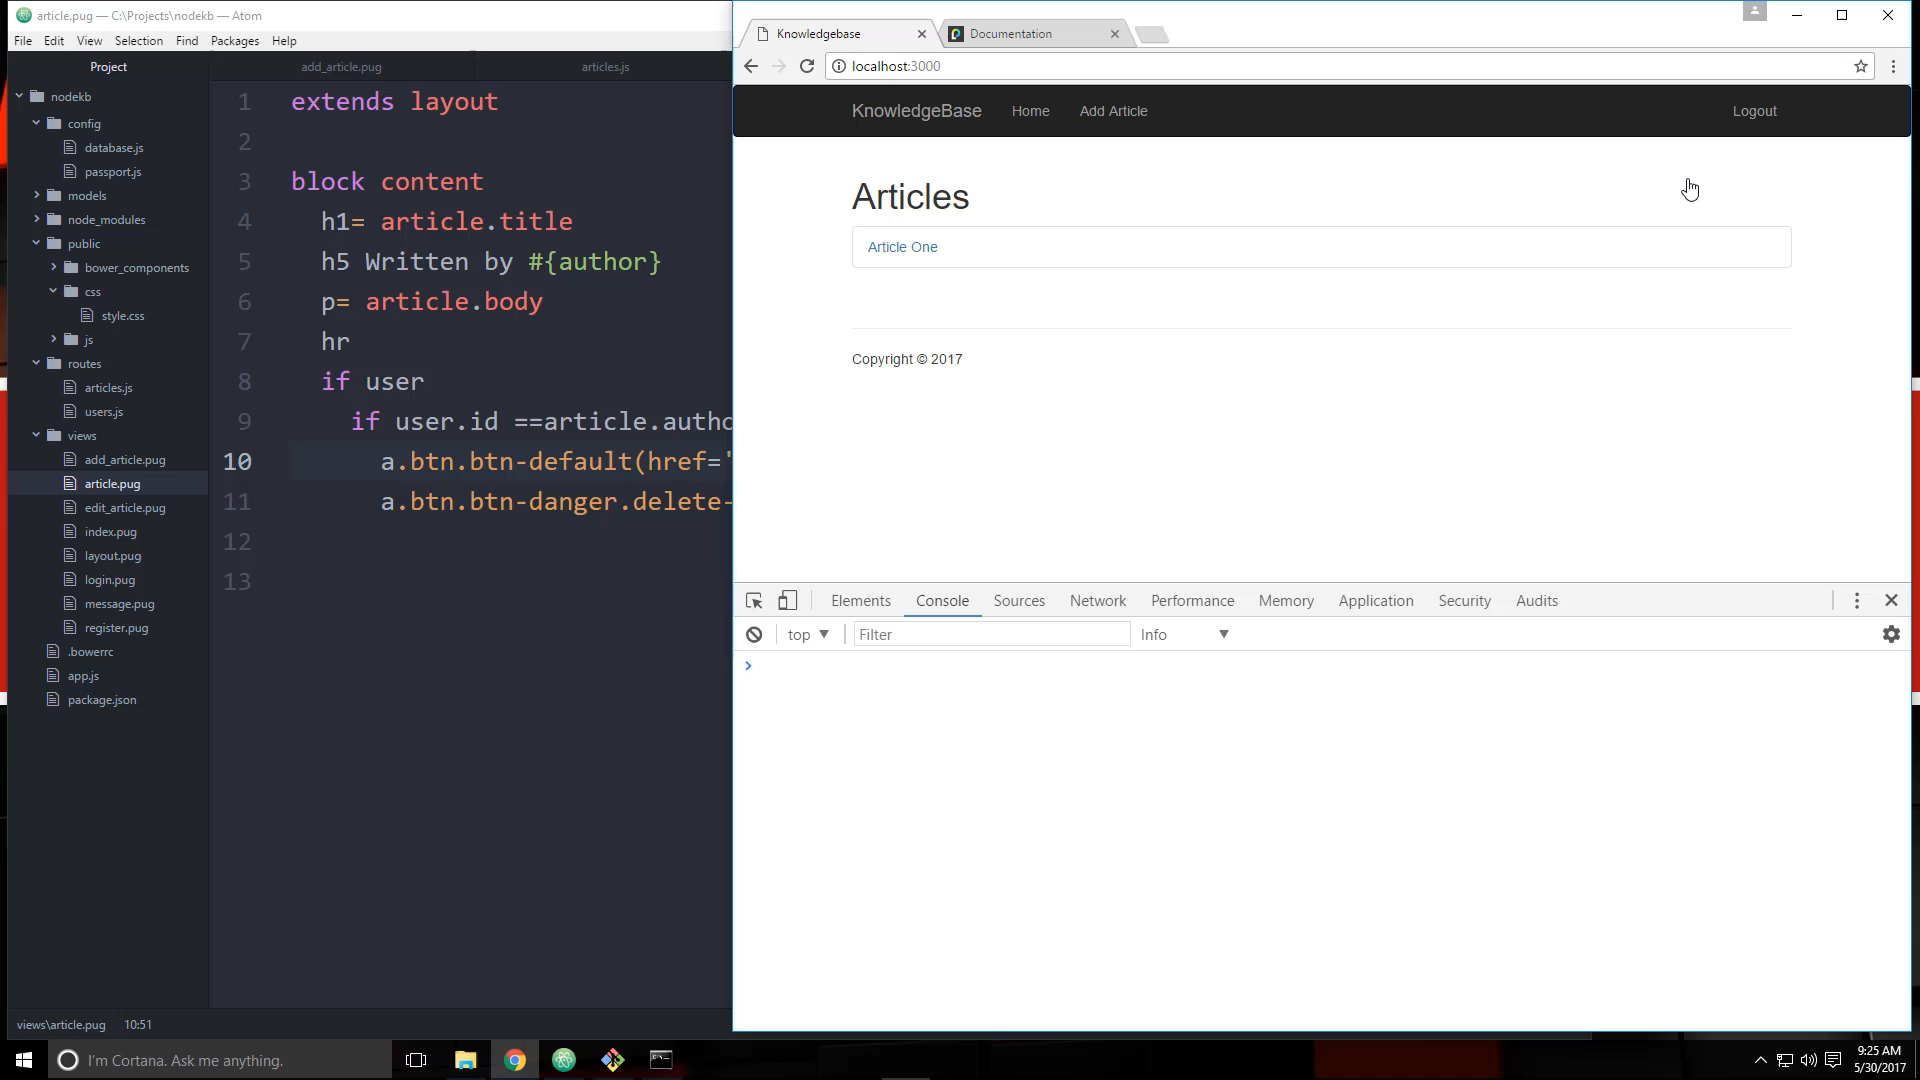 article.pug — C:\Projects\nodekb — Atom
File Edit View Selection Find Packages Help
Project
nodekb
config
database.js
passport.js
models
node_modules
public
bower_components
css
style.css
js
routes
articles.js
users.js
views
add_article.pug
article.pug
edit_article.pug
index.pug
layout.pug
login.pug
message.pug
register.pug
.bowerrc
app.js
package.json
add_article.pug articles.js
1 extends layout
2
3 block content
4 h1= article.title
5 h5 Written by #{author}
6 p= article.body
7 hr
8 if user
9 if user.id ==article.autho
10 a.btn.btn-default(href='
11 a.btn.btn-danger.delete-
12
13
views\article.pug 10:51
Knowledgebase Documentation
localhost:3000
KnowledgeBase Home Add Article Logout
Articles
Article One
Copyright © 2017
Elements Console Sources Network Performance Memory Application Security Audits
top Filter Info
>
I'm Cortana. Ask me anything.
9:25 AM
5/30/2017